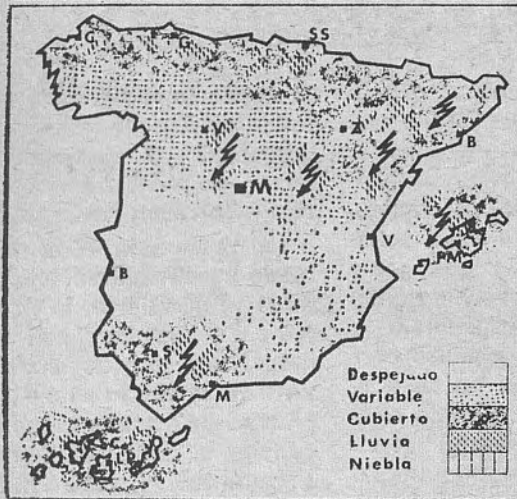 C G SS
V Z B
M
V
PM
B
S
M
Despejado
Variable
Cubierto
Lluvia
Niebla